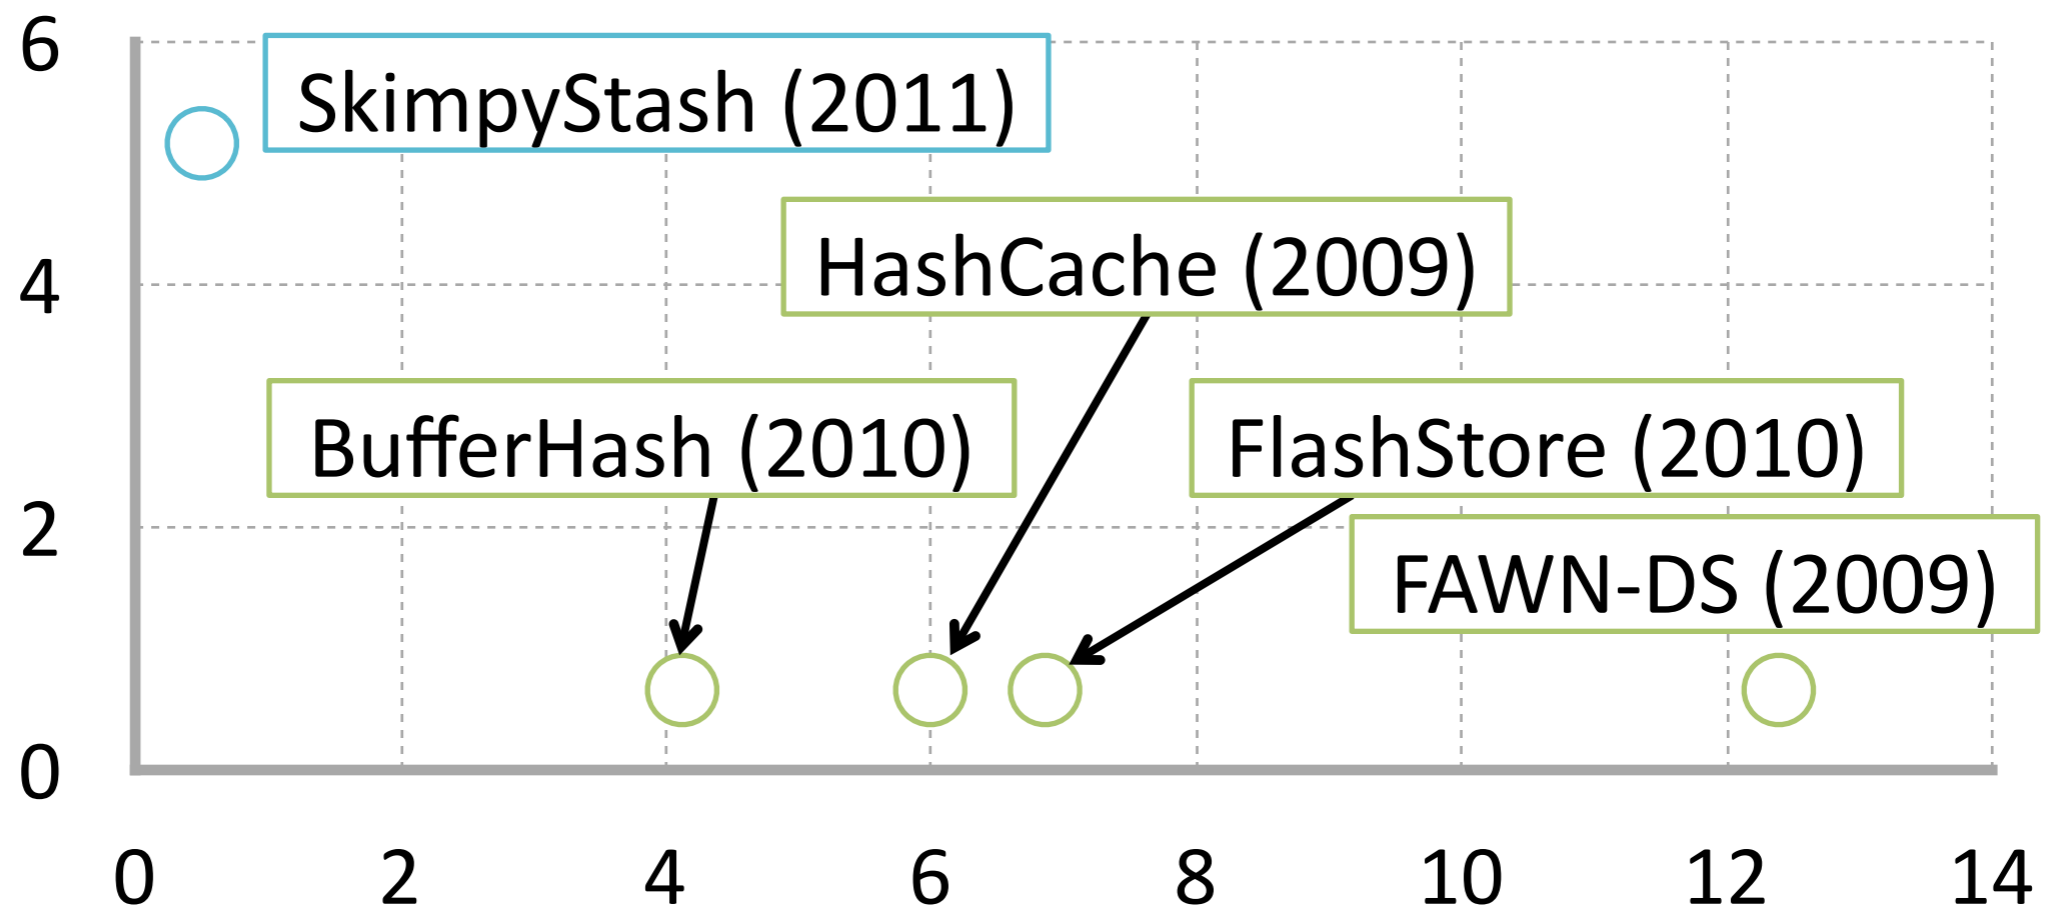 6
SkimpyStash (2011)
HashCache (2009)
4
BufferHash (2010)
FlashStore (2010)
2
FAWN-DS (2009)
0
0 2 4 6 8 10 12 14